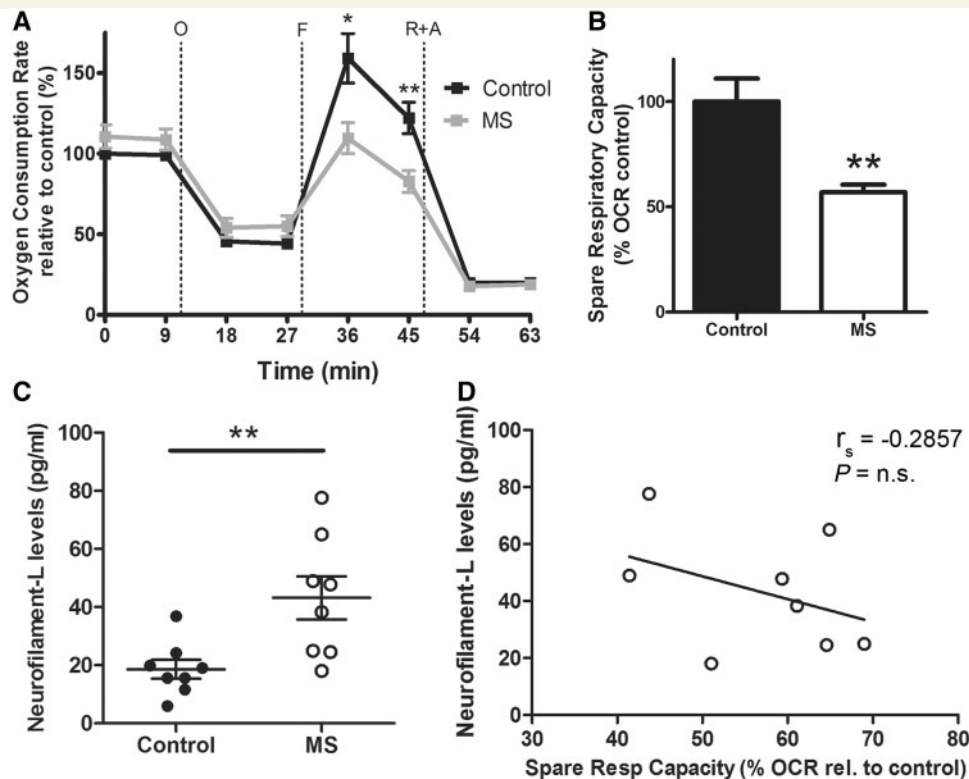 A
Oxygen Consumption Rate
relative to control (%)
150
100
50
0
O
F
R+A
*
**
Control
MS
0 9 18 27 36 45 54 63
Time (min)
B
Spare Respiratory Capacity
(% OCR control)
100
50
0
**
Control MS
C
Neurofilament-L levels (pg/ml)
100
80
60
40
20
0
**
Control MS
D
Neurofilament-L levels (pg/ml)
100
80
60
40
20
0
rs = -0.2857
P = n.s.
30 40 50 60 70 80
Spare Resp Capacity (% OCR rel. to control)